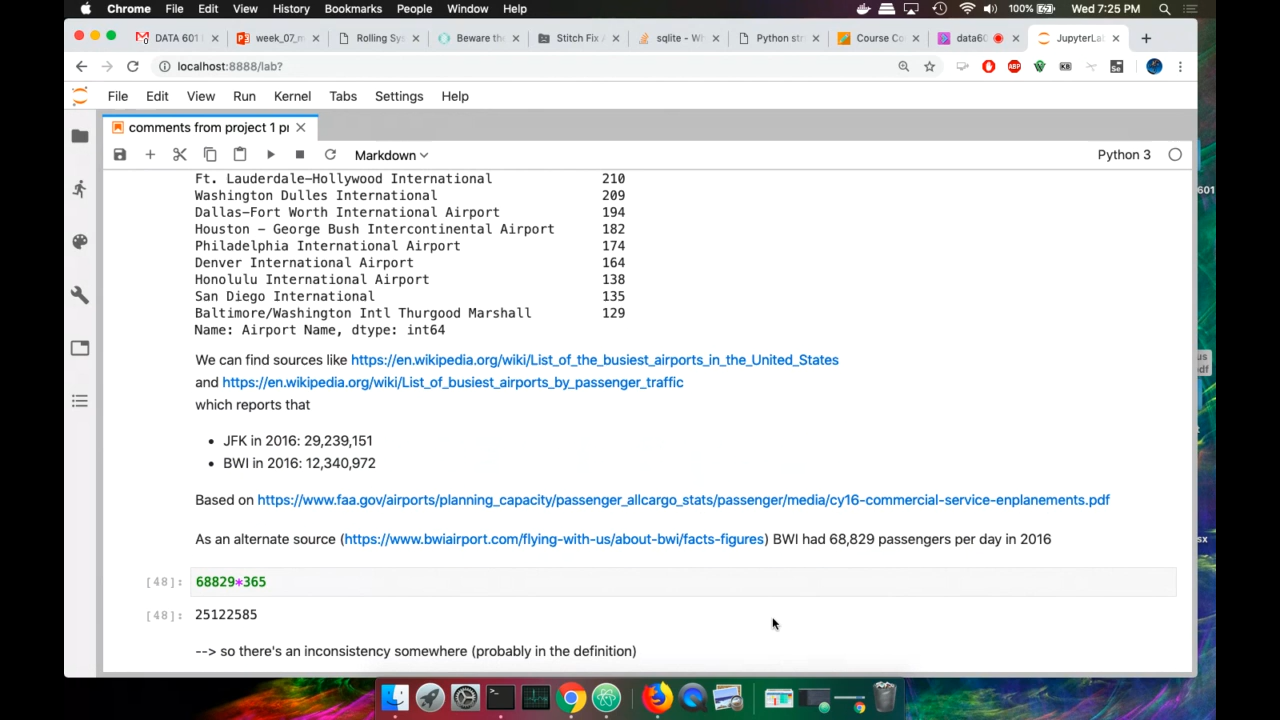 Chrome File Edit View History Bookmarks People Window Help 100% Wed 7:25 PM
DATA 601 week_07_m Rolling Sys Beware the Stitch Fix sqlite - Wh Python str Course Co data60 JupyterLa
localhost:8888/lab?
File Edit View Run Kernel Tabs Settings Help
comments from project 1 pr
Markdown Python 3
Ft. Lauderdale-Hollywood International 210
Washington Dulles International 209
Dallas-Fort Worth International Airport 194
Houston - George Bush Intercontinental Airport 182
Philadelphia International Airport 174
Denver International Airport 164
Honolulu International Airport 138
San Diego International 135
Baltimore/Washington Intl Thurgood Marshall 129
Name: Airport Name, dtype: int64
We can find sources like https://en.wikipedia.org/wiki/List_of_the_busiest_airports_in_the_United_States
and https://en.wikipedia.org/wiki/List_of_busiest_airports_by_passenger_traffic
which reports that
• JFK in 2016: 29,239,151
• BWI in 2016: 12,340,972
Based on https://www.faa.gov/airports/planning_capacity/passenger_allcargo_stats/passenger/media/cy16-commercial-service-enplanements.pdf
As an alternate source (https://www.bwiairport.com/flying-with-us/about-bwi/facts-figures) BWI had 68,829 passengers per day in 2016
[48]: 68829*365
[48]: 25122585
--> so there's an inconsistency somewhere (probably in the definition)